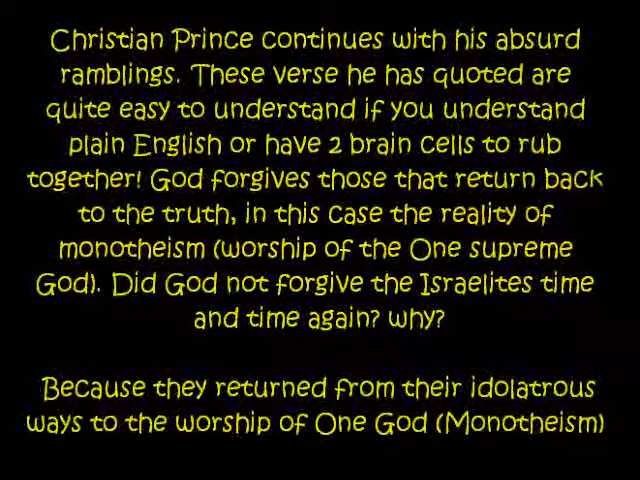 Christian Prince continues with his absurd
ramblings. These verse he has quoted are
quite easy to understand if you understand
plain English or have 2 brain cells to rub
together! God forgives those that return back
to the truth, in this case the reality of
monotheism (worship of the One supreme
God). Did God not forgive the Israelites time
and time again? why?
Because they returned from their idolatrous
ways to the worship of One God (Monotheism)